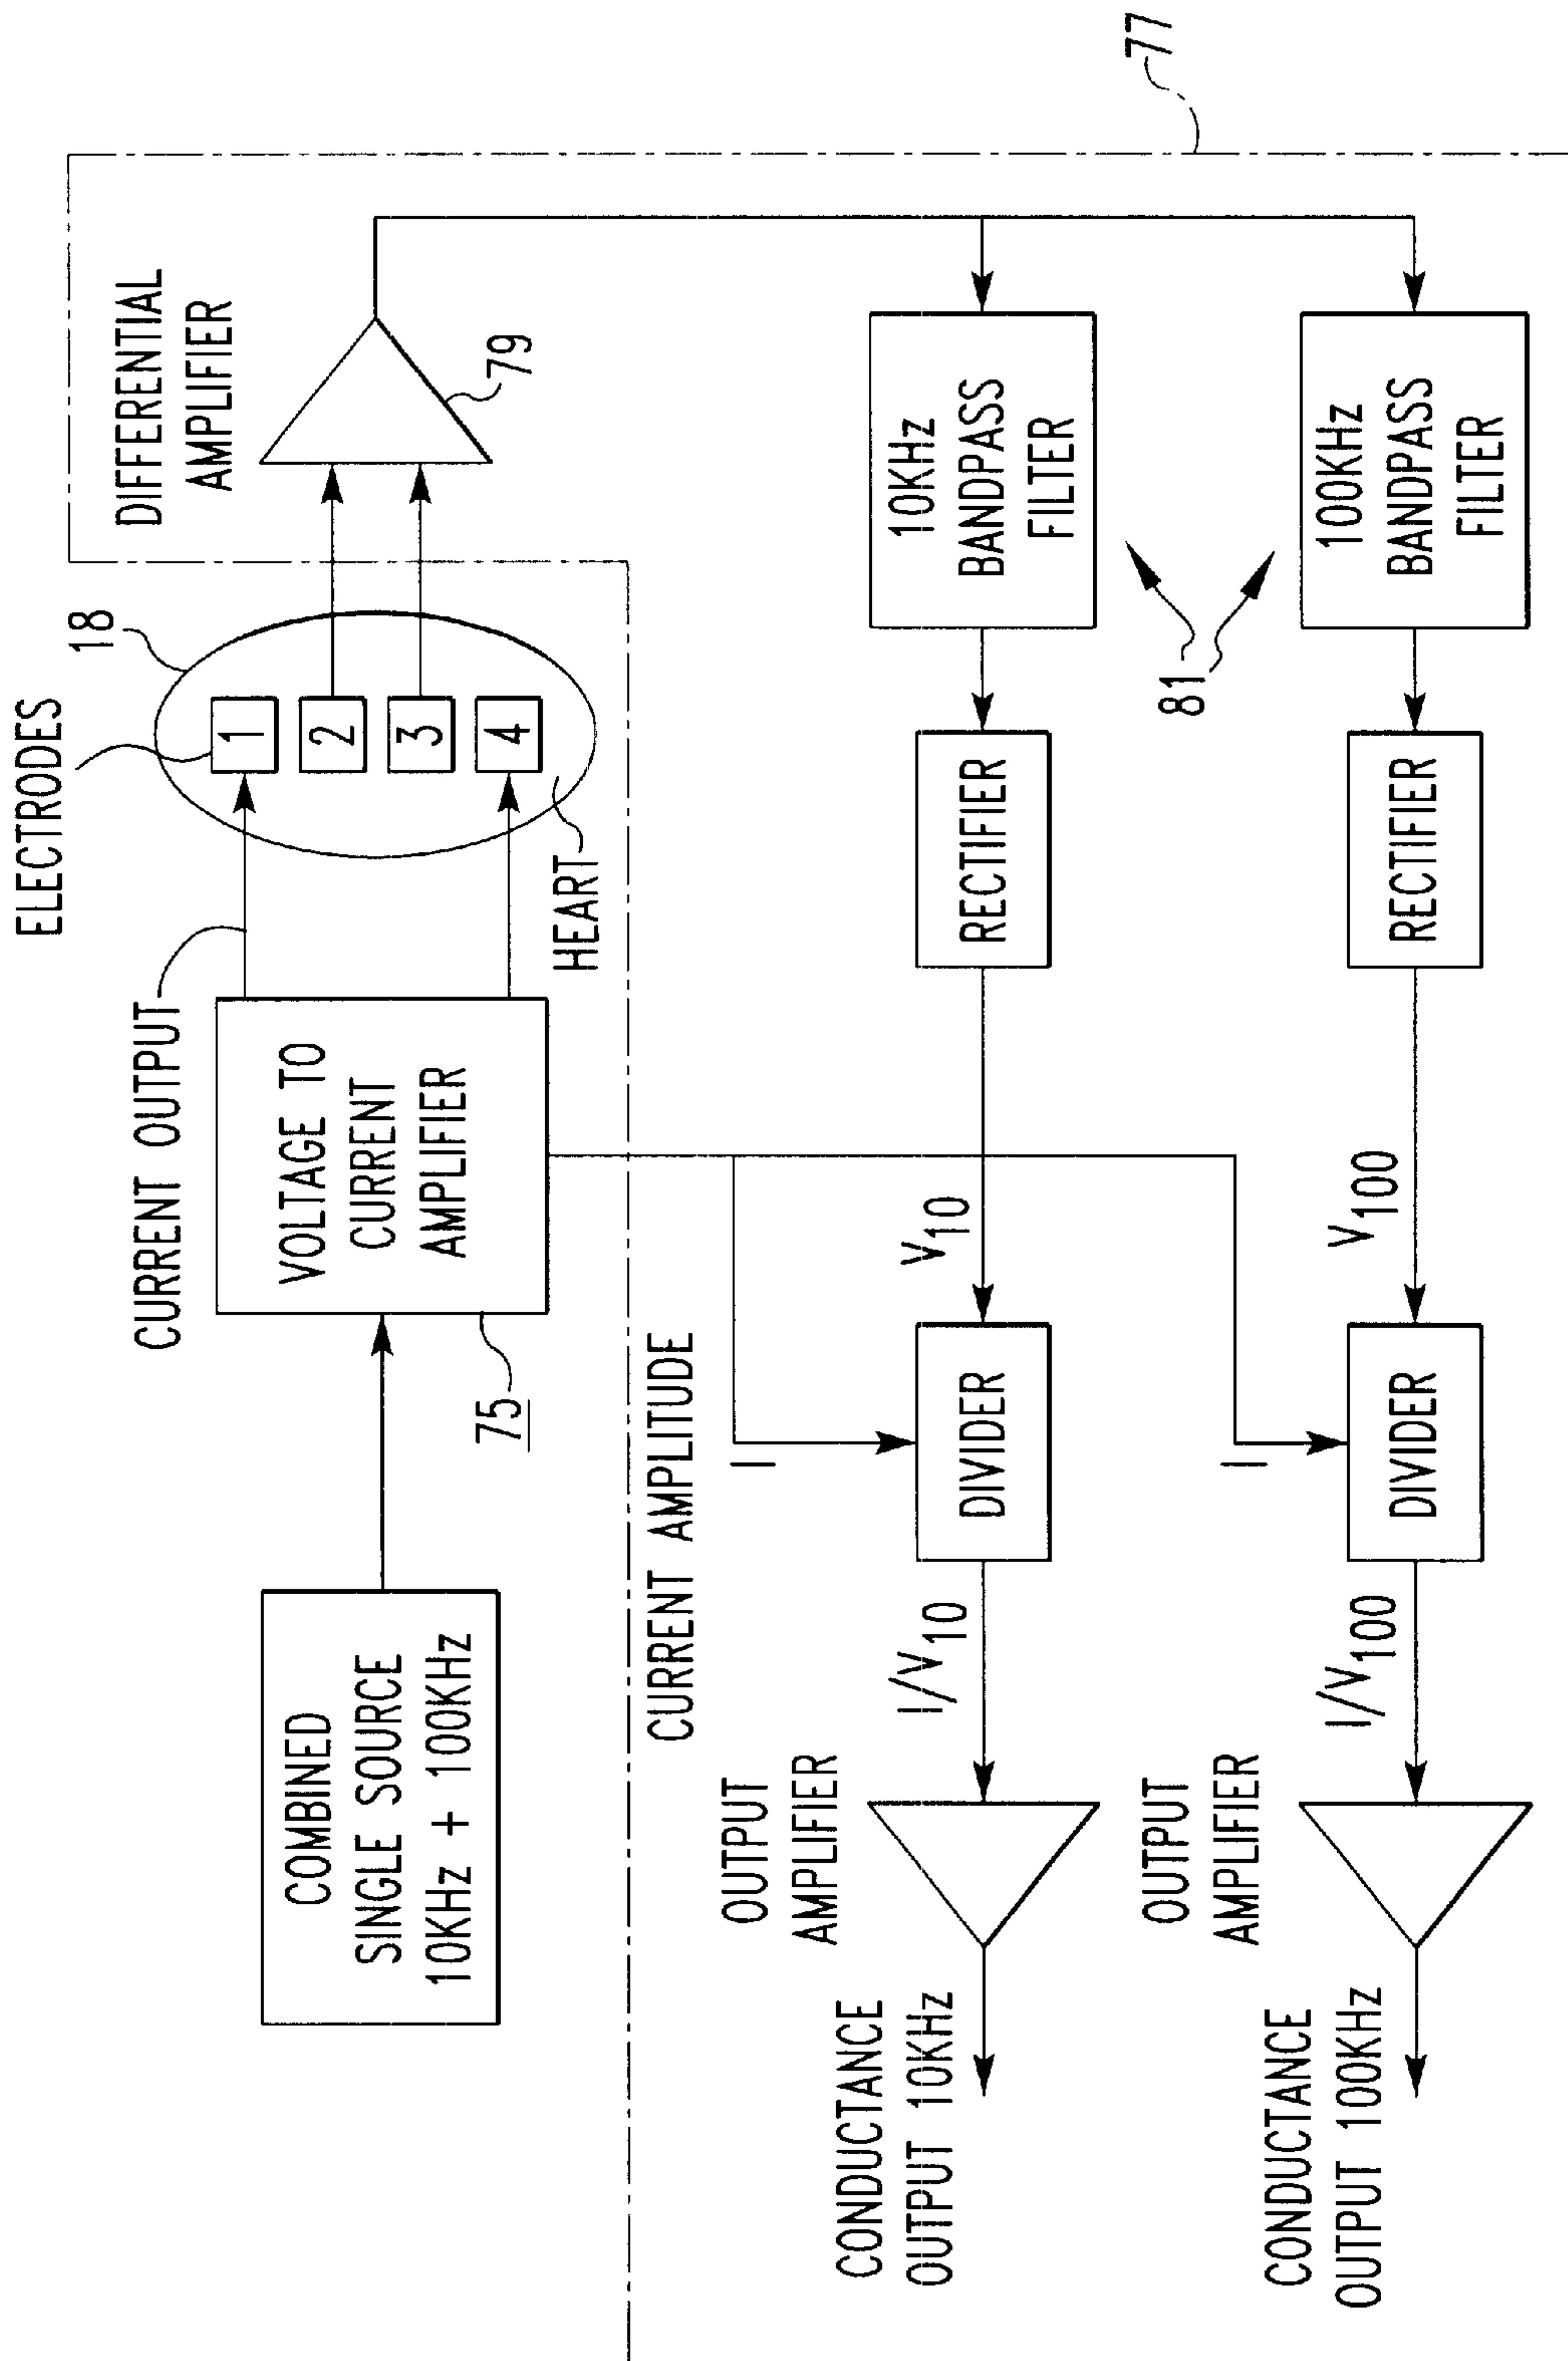 COMBINED
SINGLE SOURCE
10KHz + 100KHz
75
VOLTAGE TO
CURRENT
AMPLIFIER
CURRENT OUTPUT
ELECTRODES
18
1
2
3
4
HEART
DIFFERENTIAL
AMPLIFIER
79
77
CURRENT AMPLITUDE
OUTPUT
AMPLIFIER
CONDUCTANCE
OUTPUT 10KHz
I/V10
DIVIDER
I
V10
RECTIFIER
10KHz
BANDPASS
FILTER
81
OUTPUT
AMPLIFIER
CONDUCTANCE
OUTPUT 100KHz
I/V100
DIVIDER
I
V100
RECTIFIER
100KHz
BANDPASS
FILTER